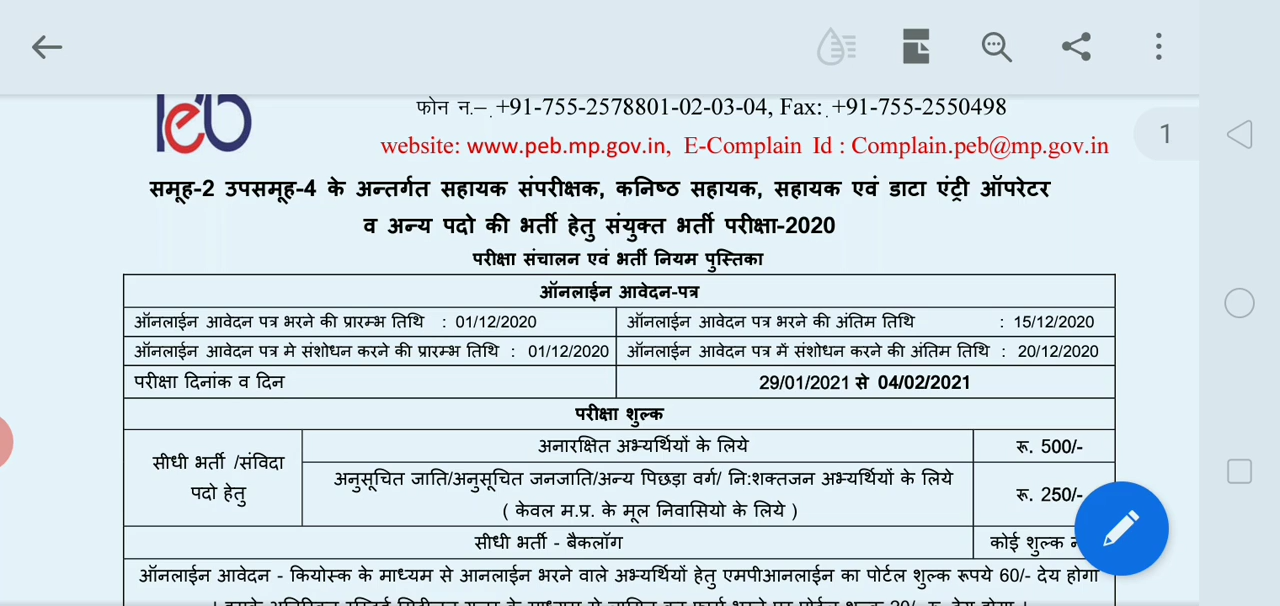 peb
फोन न.– +91-755-2578801-02-03-04, Fax: +91-755-2550498
1
website: www.peb.mp.gov.in, E-Complain Id : Complain.peb@mp.gov.in
समूह-2 उपसमूह-4 के अन्तर्गत सहायक संपरीक्षक, कनिष्ठ सहायक, सहायक एवं डाटा एंट्री ऑपरेटर
व अन्य पदो की भर्ती हेतु संयुक्त भर्ती परीक्षा-2020
परीक्षा संचालन एवं भर्ती नियम पुस्तिका
ऑनलाईन आवेदन-पत्र
ऑनलाईन आवेदन पत्र भरने की प्रारम्भ तिथि : 01/12/2020 ऑनलाईन आवेदन पत्र भरने की अंतिम तिथि : 15/12/2020
ऑनलाईन आवेदन पत्र मे संशोधन करने की प्रारम्भ तिथि : 01/12/2020 ऑनलाईन आवेदन पत्र में संशोधन करने की अंतिम तिथि : 20/12/2020
परीक्षा दिनांक व दिन 29/01/2021 से 04/02/2021
परीक्षा शुल्क
सीधी भर्ती /संविदा
पदो हेतु
अनारक्षित अभ्यर्थियों के लिये रू. 500/-
अनुसूचित जाति/अनुसूचित जनजाति/अन्य पिछड़ा वर्ग/ नि:शक्तजन अभ्यर्थियों के लिये
( केवल म.प्र. के मूल निवासियो के लिये )
रू. 250/-
सीधी भर्ती - बैकलॉग कोई शुल्क
ऑनलाईन आवेदन - कियोस्क के माध्यम से आनलाईन भरने वाले अभ्यर्थियों हेतु एमपीआनलाईन का पोर्टल शुल्क रूपये 60/- देय होगा